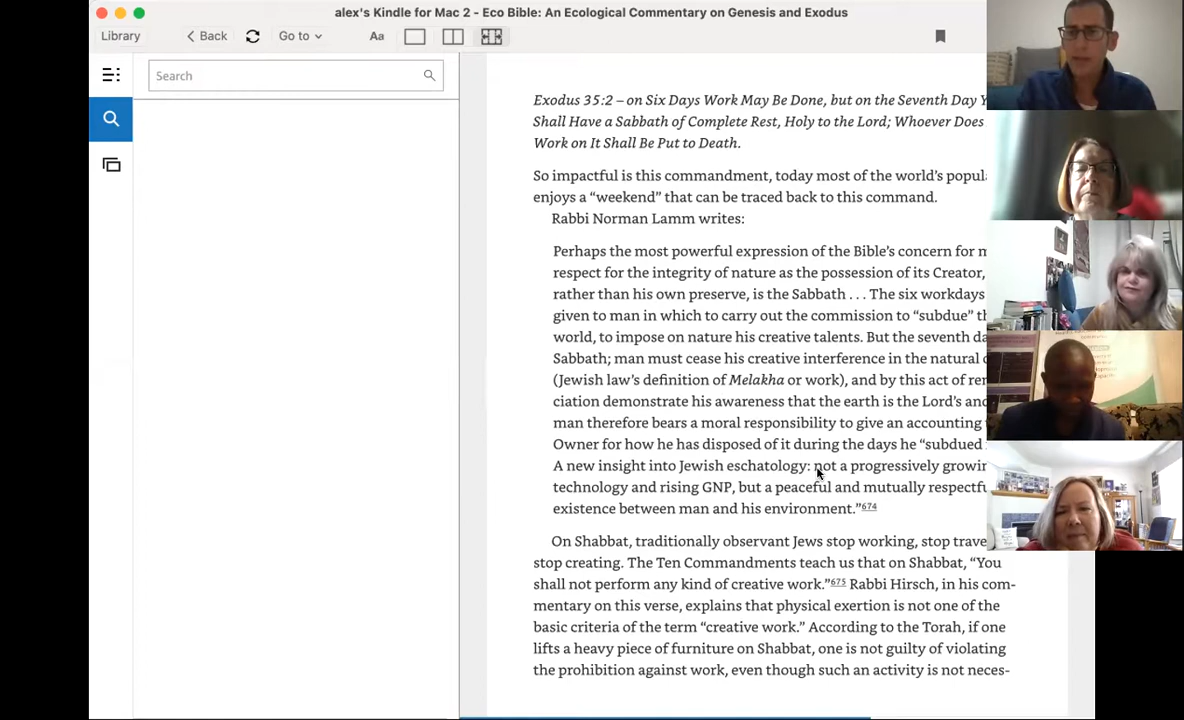 alex's Kindle for Mac 2 - Eco Bible: An Ecological Commentary on Genesis and Exodus
Library
Back
Go to
Aa
Search
Exodus 35:2 – on Six Days Work May Be Done, but on the Seventh Day
Shall Have a Sabbath of Complete Rest, Holy to the Lord; Whoever Does
Work on It Shall Be Put to Death.
So impactful is this commandment, today most of the world's
enjoys a “weekend” that can be traced back to this command.
Rabbi Norman Lamm writes:
Perhaps the most powerful expression of the Bible's concern for
respect for the integrity of nature as the possession of its Creator,
rather than his own preserve, is the Sabbath . . . The six workdays
given to man in which to carry out the commission to “subdue”
world, to impose on nature his creative talents. But the seventh
Sabbath; man must cease his creative interference in the natural
(Jewish law's definition of Melakha or work), and by this act of
ciation demonstrate his awareness that the earth is the Lord's and
man therefore bears a moral responsibility to give an accounting
Owner for how he has disposed of it during the days he “subdued
A new insight into Jewish eschatology: not a progressively
technology and rising GNP, but a peaceful and mutually
existence between man and his environment.”674
On Shabbat, traditionally observant Jews stop working, stop
stop creating. The Ten Commandments teach us that on Shabbat, “You
shall not perform any kind of creative work.”675 Rabbi Hirsch, in his com-
mentary on this verse, explains that physical exertion is not one of the
basic criteria of the term “creative work.” According to the Torah, if one
lifts a heavy piece of furniture on Shabbat, one is not guilty of violating
the prohibition against work, even though such an activity is not neces-